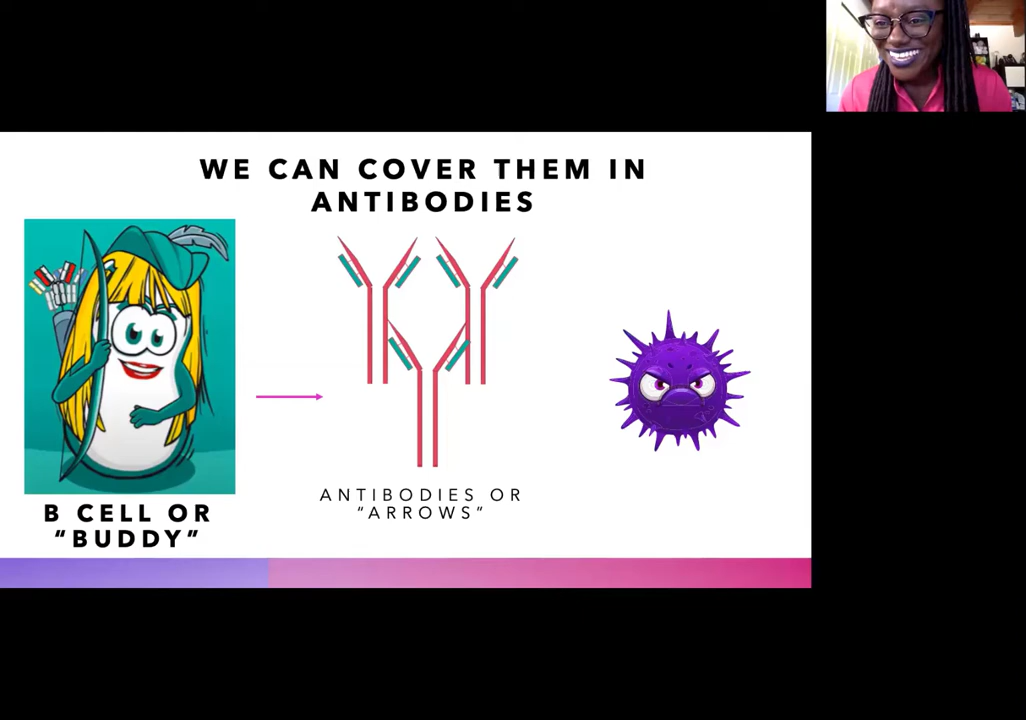 WE CAN COVER THEM IN
ANTIBODIES
B CELL OR
“BUDDY”
ANTIBODIES OR
“ARROWS”